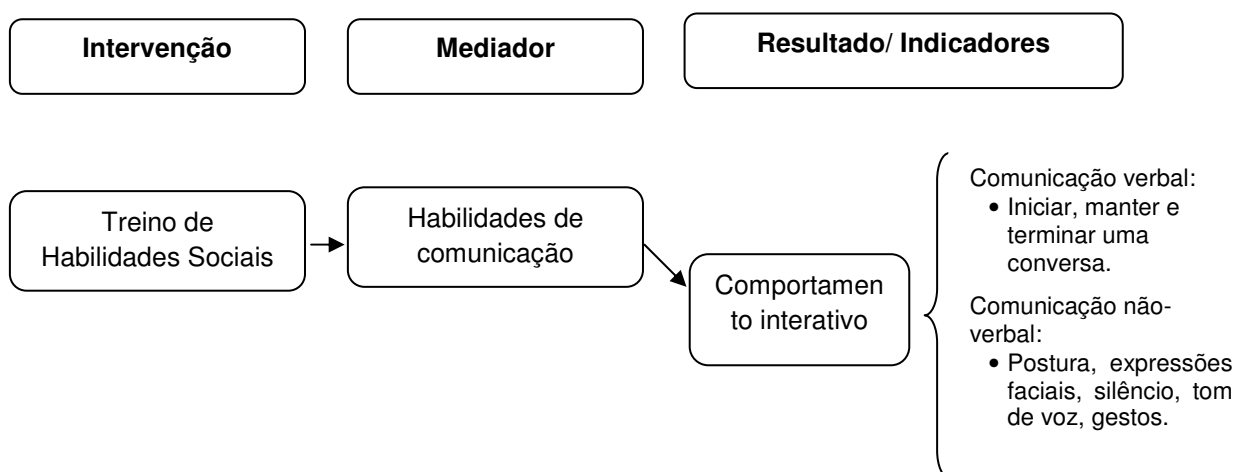 Intervenção
Mediador
Resultado/ Indicadores
Treino de
Habilidades Sociais
Habilidades de
comunicação
Comportamen
to interativo
Comunicação verbal:
• Iniciar, manter e
terminar uma
conversa.
Comunicação não-
verbal:
• Postura, expressões
faciais, silêncio, tom
de voz, gestos.